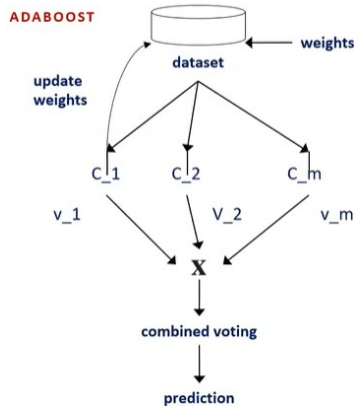 ADABOOST
weights
dataset
update
weights
C_1
C_2
C_m
v_1
V_2
v_m
X
combined voting
prediction